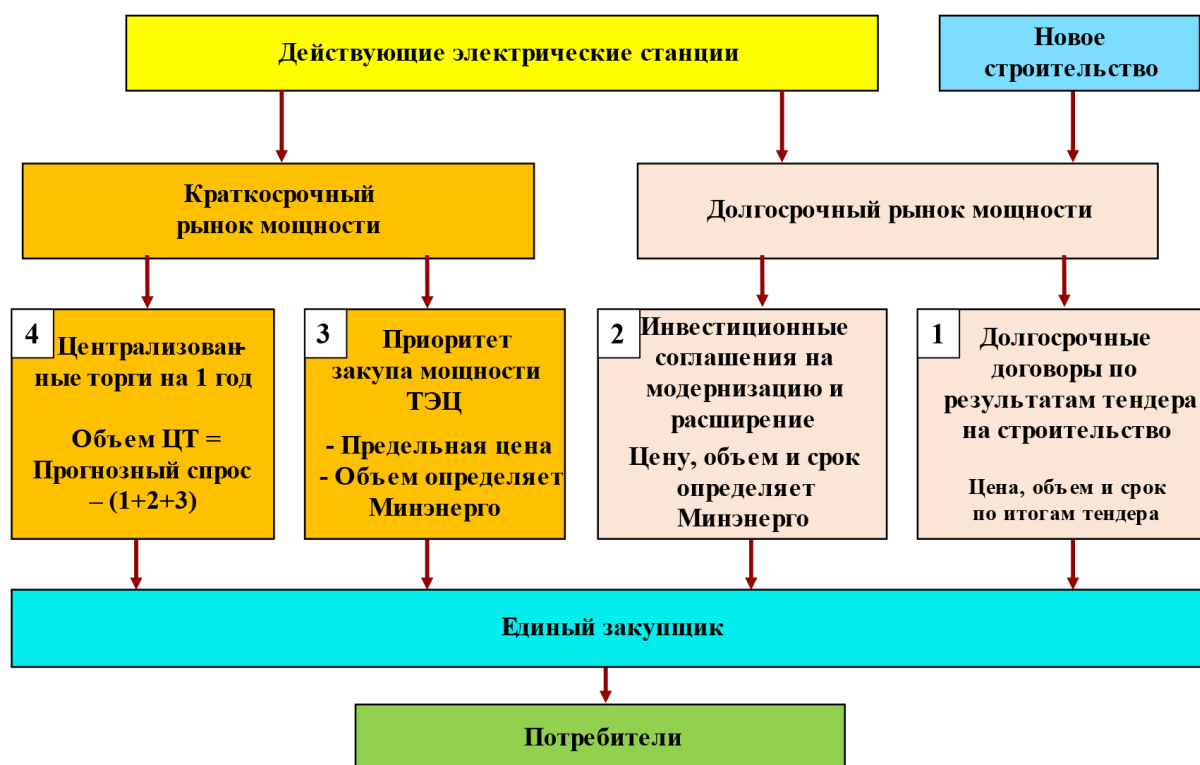 Действующие электрические станции
Новое
строительство
Краткосрочный
рынок мощности
Долгосрочный рынок мощности
4
Централизован-
ные торги на 1 год
Объем ЦТ =
Прогнозный спрос
– (1+2+3)
3
Приоритет
закупа мощности
ТЭЦ
- Предельная цена
- Объем определяет
Минэнерго
2
Инвестиционные
соглашения на
модернизацию и
расширение
Цену, объем и срок
определяет
Минэнерго
1
Долгосрочные
договоры по
результатам тендера
на строительство
Цена, объем и срок
по итогам тендера
Единый закупщик
Потребители